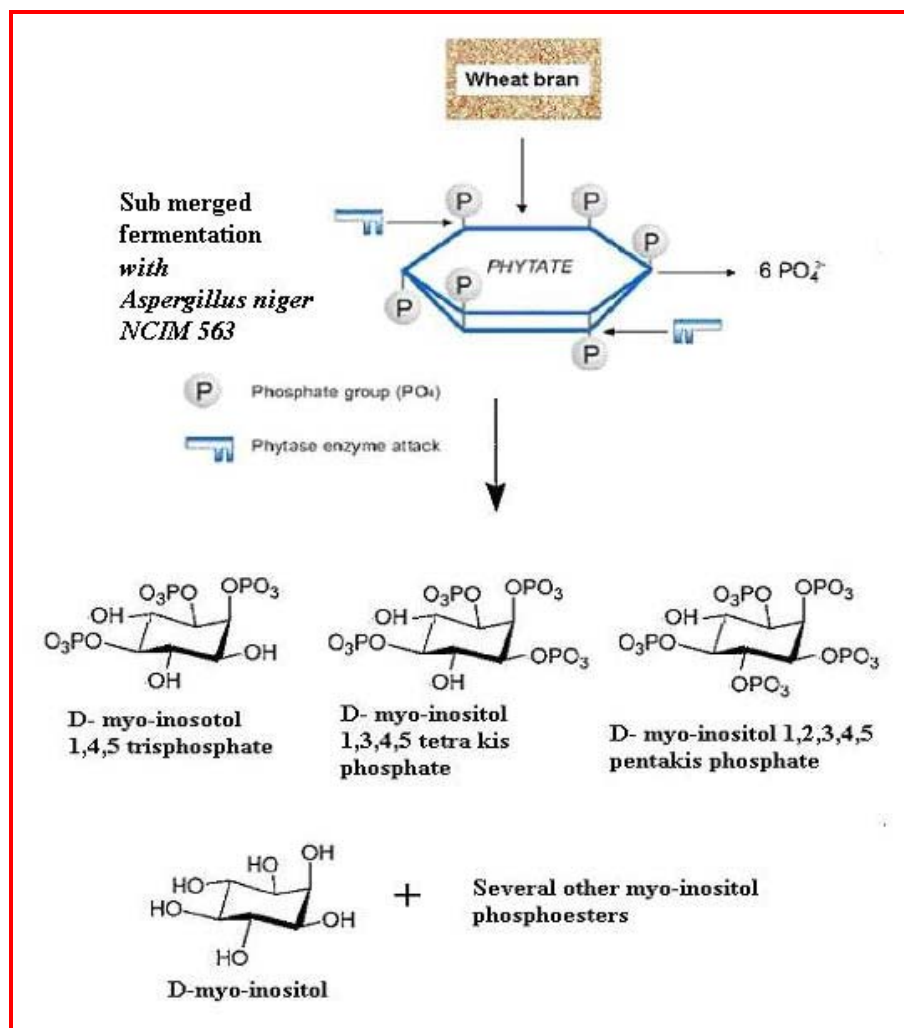 Wheat bran
Sub merged
fermentation
with
Aspergillus niger
NCIM 563
P
P
P
P
P
P
PHYTATE
6 PO₄²⁻
P
Phosphate group (PO₄)
Phytase enzyme attack
O₃PO
OPO₃
OH
O₃PO
OH
OH
D- myo-inosotol
1,4,5 trisphosphate
O₃PO
OPO₃
OH
O₃PO
OPO₃
OH
D- myo-inositol
1,3,4,5 tetra kis
phosphate
O₃PO
OPO₃
OH
O₃PO
OPO₃
OPO₃
D- myo-inositol 1,2,3,4,5
pentakis phosphate
HO
OH
HO
HO
OH
HO
D-myo-inositol
+
Several other myo-inositol
phosphoesters